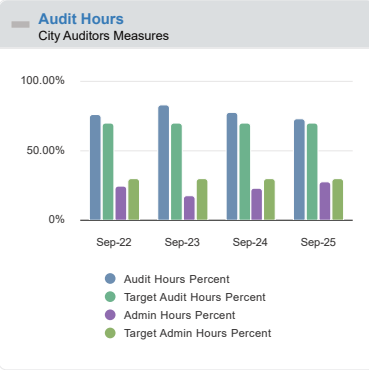 Audit Hours
City Auditors Measures
100.00%
50.00%
0%
Sep-22 Sep-23 Sep-24 Sep-25
Audit Hours Percent
Target Audit Hours Percent
Admin Hours Percent
Target Admin Hours Percent